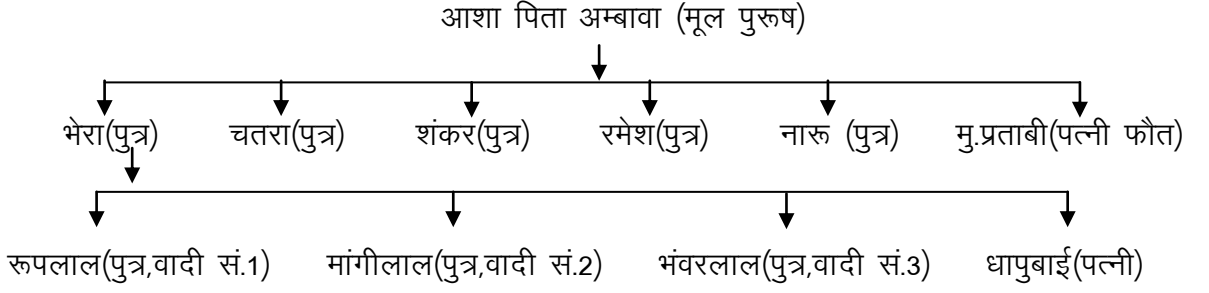 आशा पिता अम्बावा (मूल पुरूष)
भेरा(पुत्र) चतरा(पुत्र) शंकर(पुत्र) रमेश(पुत्र) नारू (पुत्र) मु.प्रताबी(पत्नी फौत)
रूपलाल(पुत्र,वादी सं.1) मांगीलाल(पुत्र,वादी सं.2) भंवरलाल(पुत्र,वादी सं.3) धापुबाई(पत्नी)